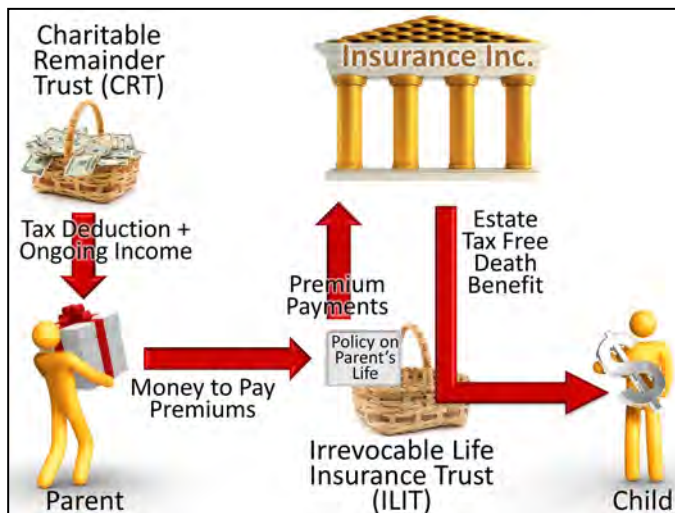 Charitable
Remainder
Trust (CRT)
Insurance Inc.
Tax Deduction +
Ongoing Income
Premium
Payments
Estate
Tax Free
Death
Benefit
Policy on
Parent's
Life
Money to Pay
Premiums
Irrevocable Life
Insurance Trust
(ILIT)
Parent
Child